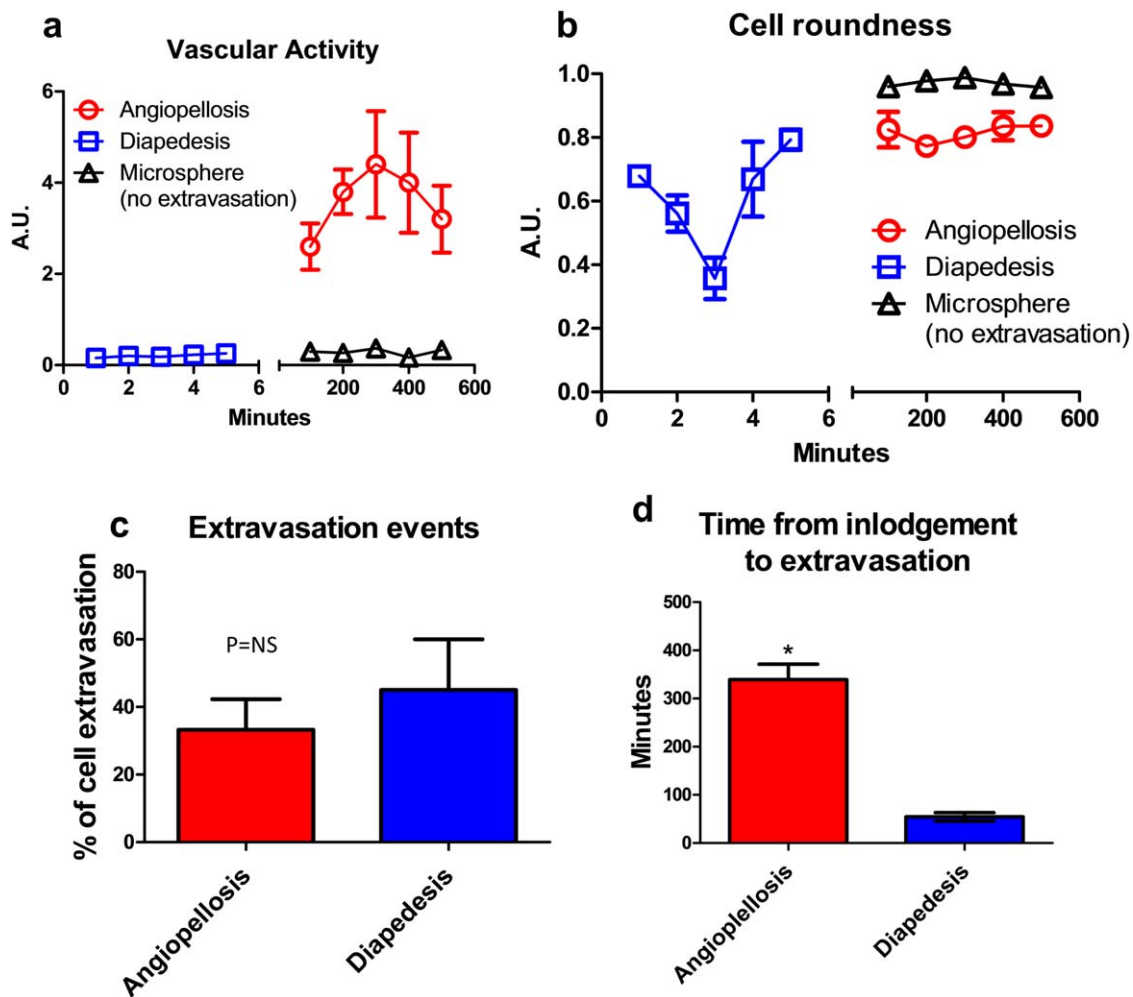 a
Vascular Activity
6
4
2
0
A.U.
Angiopellosis
Diapedesis
Microsphere
(no extravasation)
0 2 4 6 200 400 600
Minutes
b
Cell roundness
1.0
0.8
0.6
0.4
0.2
0.0
A.U.
Angiopellosis
Diapedesis
Microsphere
(no extravasation)
0 2 4 6 200 400 600
Minutes
c
Extravasation events
80
60
40
20
0
% of cell extravasation
P=NS
Angiopellosis
Diapedesis
d
Time from inlodgement
to extravasation
500
400
300
200
100
0
Minutes
*
Angioplellosis
Diapedesis